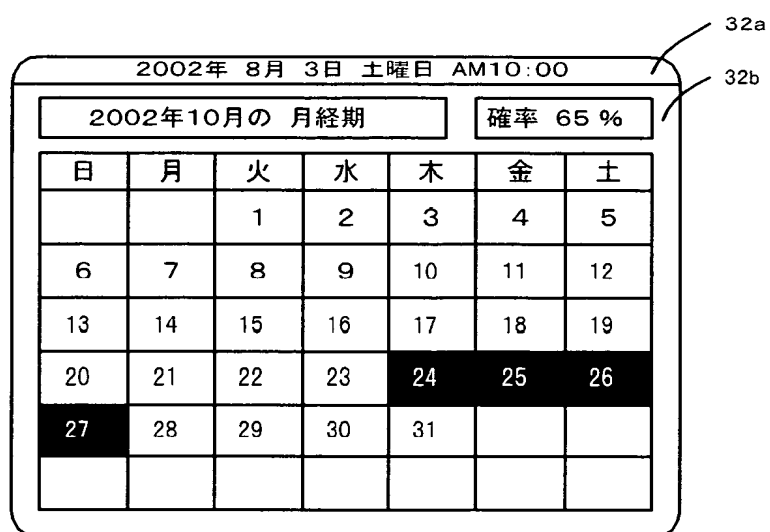 32a
2002年 8月 3日 土曜日 AM10:00
32b
2002年10月の 月経期 確率 65 %
日 月 火 水 木 金 土
1 2 3 4 5
6 7 8 9 10 11 12
13 14 15 16 17 18 19
20 21 22 23 24 25 26
27 28 29 30 31